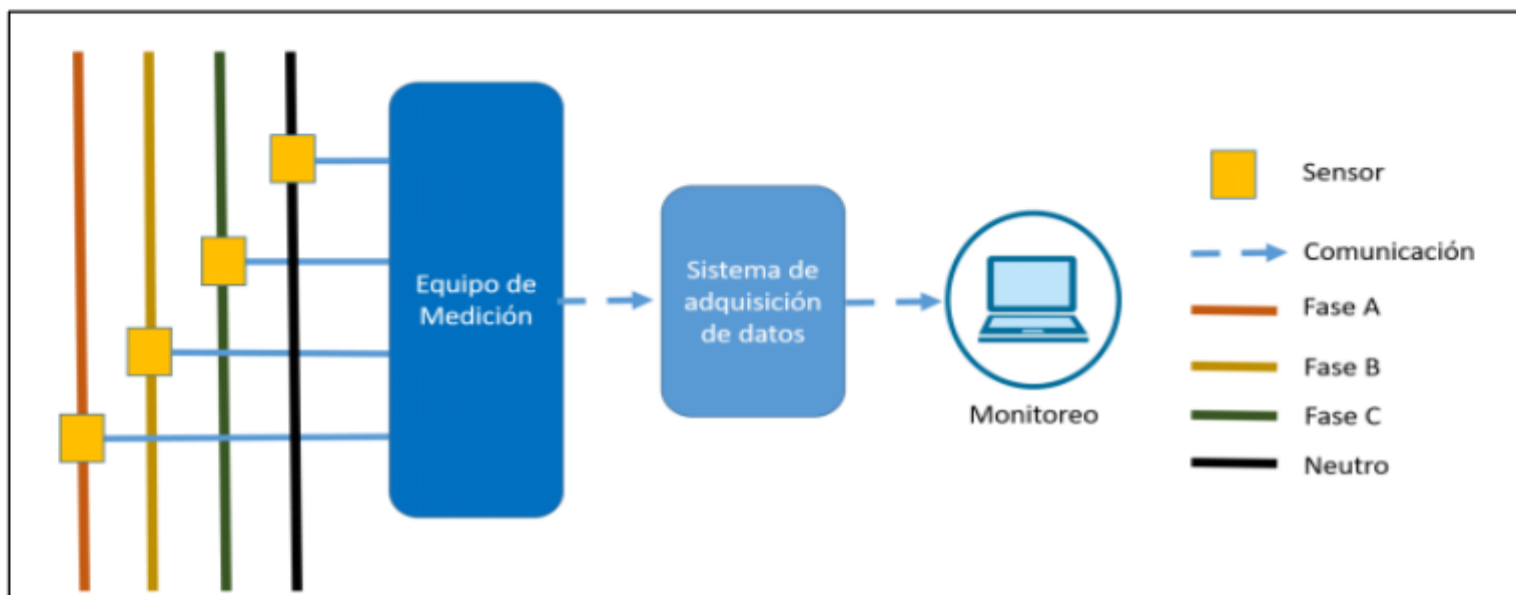 Equipo de
Medición
Sistema de
adquisición
de datos
Monitoreo
Sensor
Comunicación
Fase A
Fase B
Fase C
Neutro